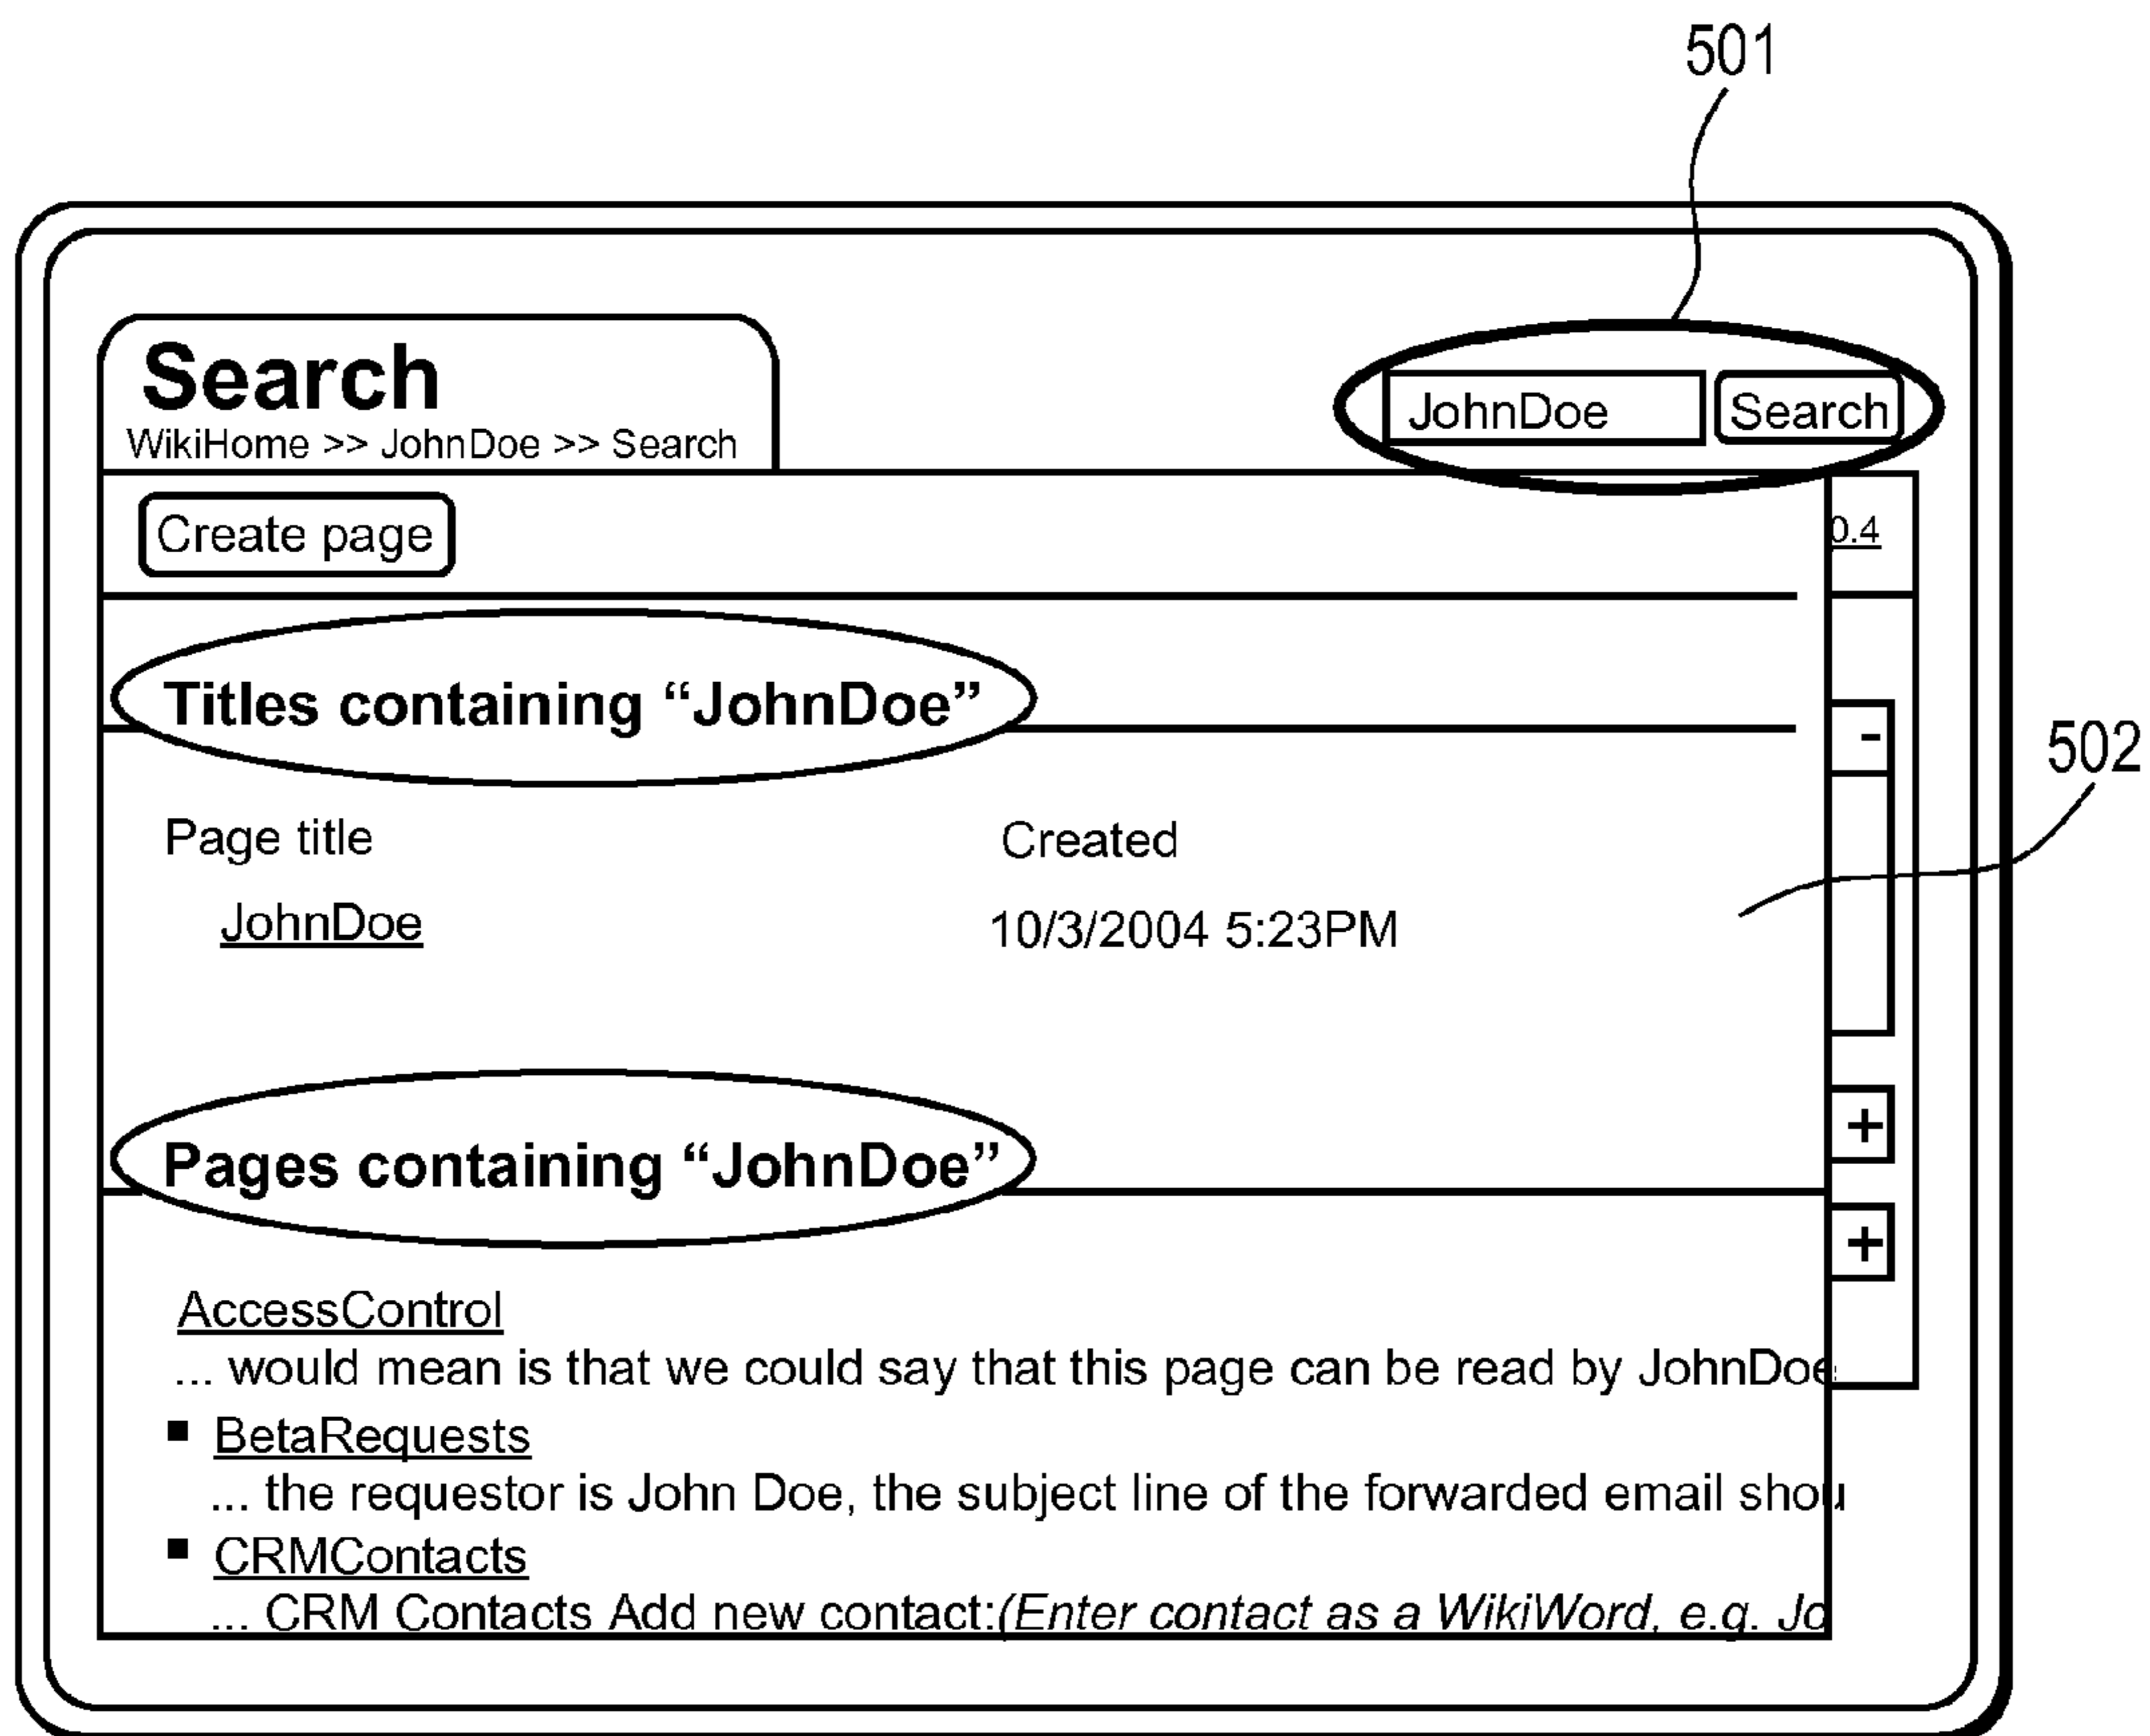 501
Search
JohnDoe Search
WikiHome >> JohnDoe >> Search
Create page
0.4
Titles containing “JohnDoe”
-
502
Page title Created
JohnDoe 10/3/2004 5:23PM
+
Pages containing “JohnDoe”
+
AccessControl
... would mean is that we could say that this page can be read by JohnDoe
■ BetaRequests
... the requestor is John Doe, the subject line of the forwarded email shou
■ CRMContacts
... CRM Contacts Add new contact:(Enter contact as a WikiWord, e.g. Jo